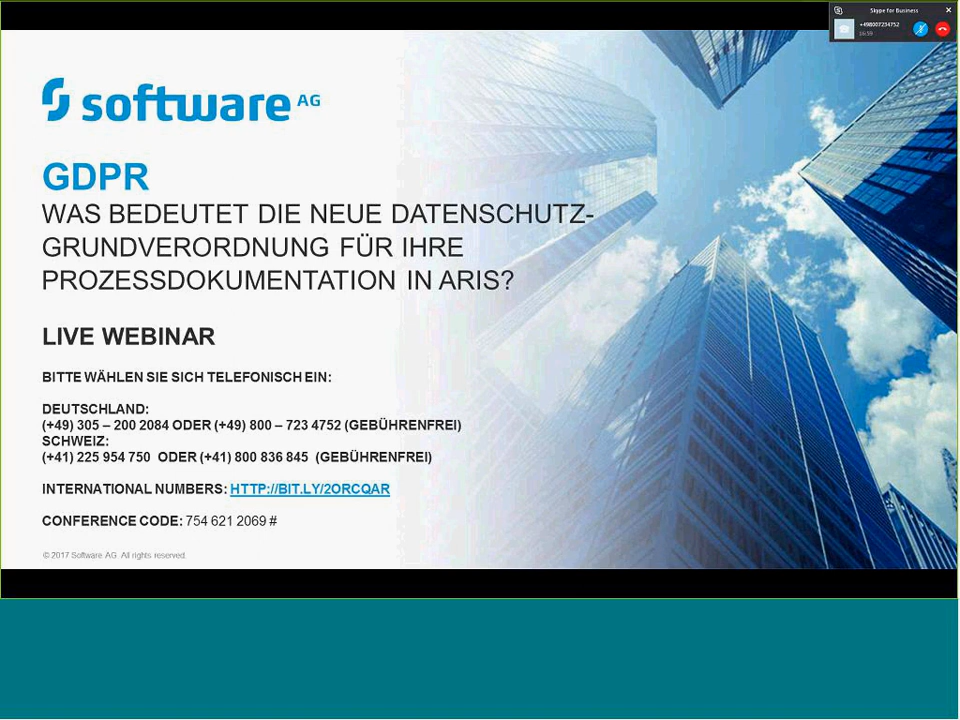 Skype for Business
+498007234752
16:59
software AG
GDPR
WAS BEDEUTET DIE NEUE DATENSCHUTZ-
GRUNDVERORDNUNG FÜR IHRE
PROZESSDOKUMENTATION IN ARIS?
LIVE WEBINAR
BITTE WÄHLEN SIE SICH TELEFONISCH EIN:
DEUTSCHLAND:
(+49) 305 – 200 2084 ODER (+49) 800 – 723 4752 (GEBÜHRENFREI)
SCHWEIZ:
(+41) 225 954 750 ODER (+41) 800 836 845 (GEBÜHRENFREI)
INTERNATIONAL NUMBERS: HTTP://BIT.LY/2ORCQAR
CONFERENCE CODE: 754 621 2069 #
© 2017 Software AG. All rights reserved.